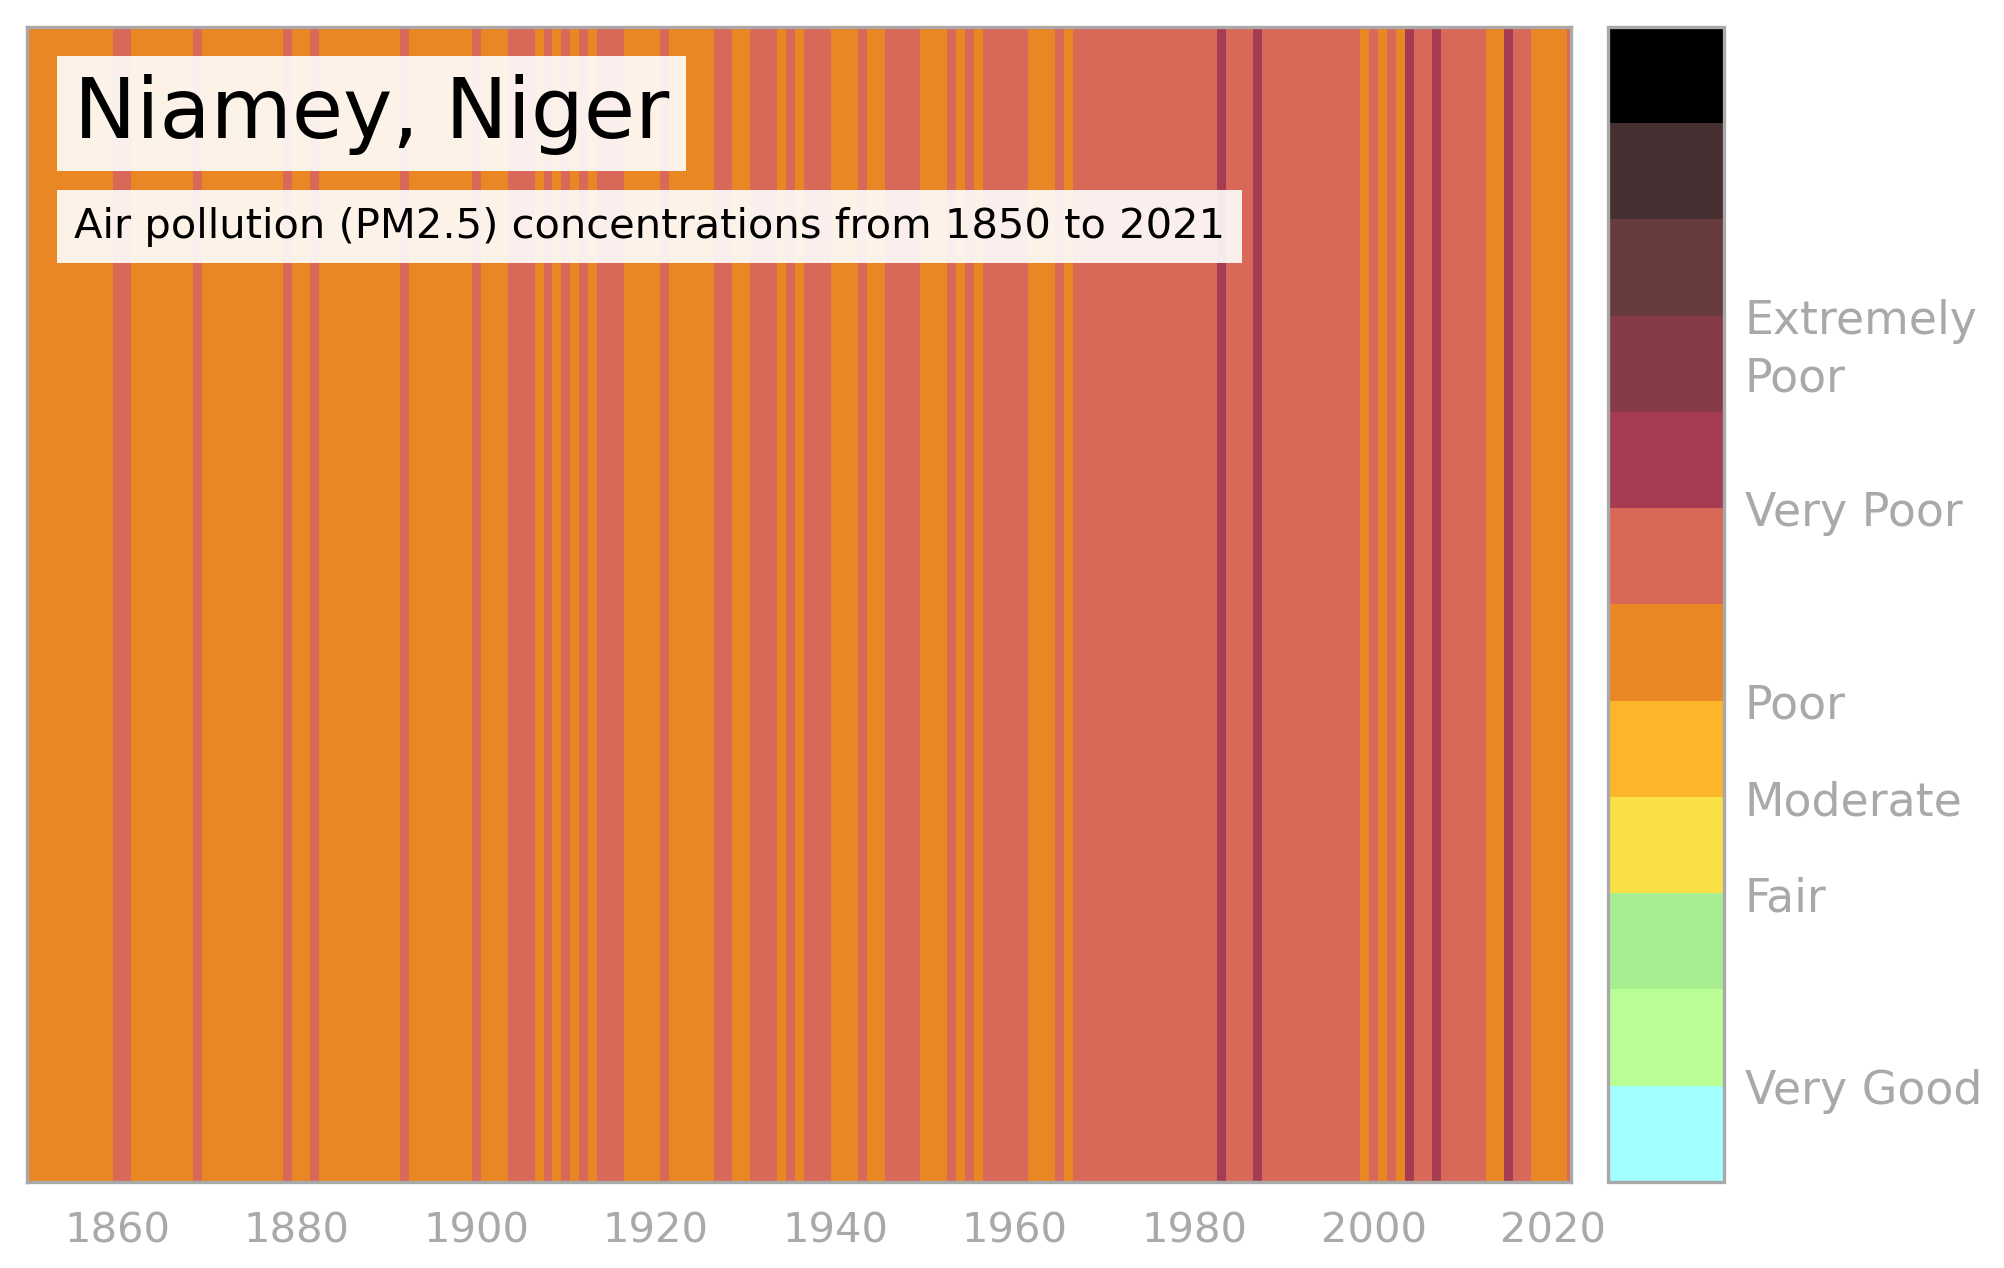 Niamey, Niger
Air pollution (PM2.5) concentrations from 1850 to 2021
Extremely
Poor
Very Poor
Poor
Moderate
Fair
Very Good
1860 1880 1900 1920 1940 1960 1980 2000 2020